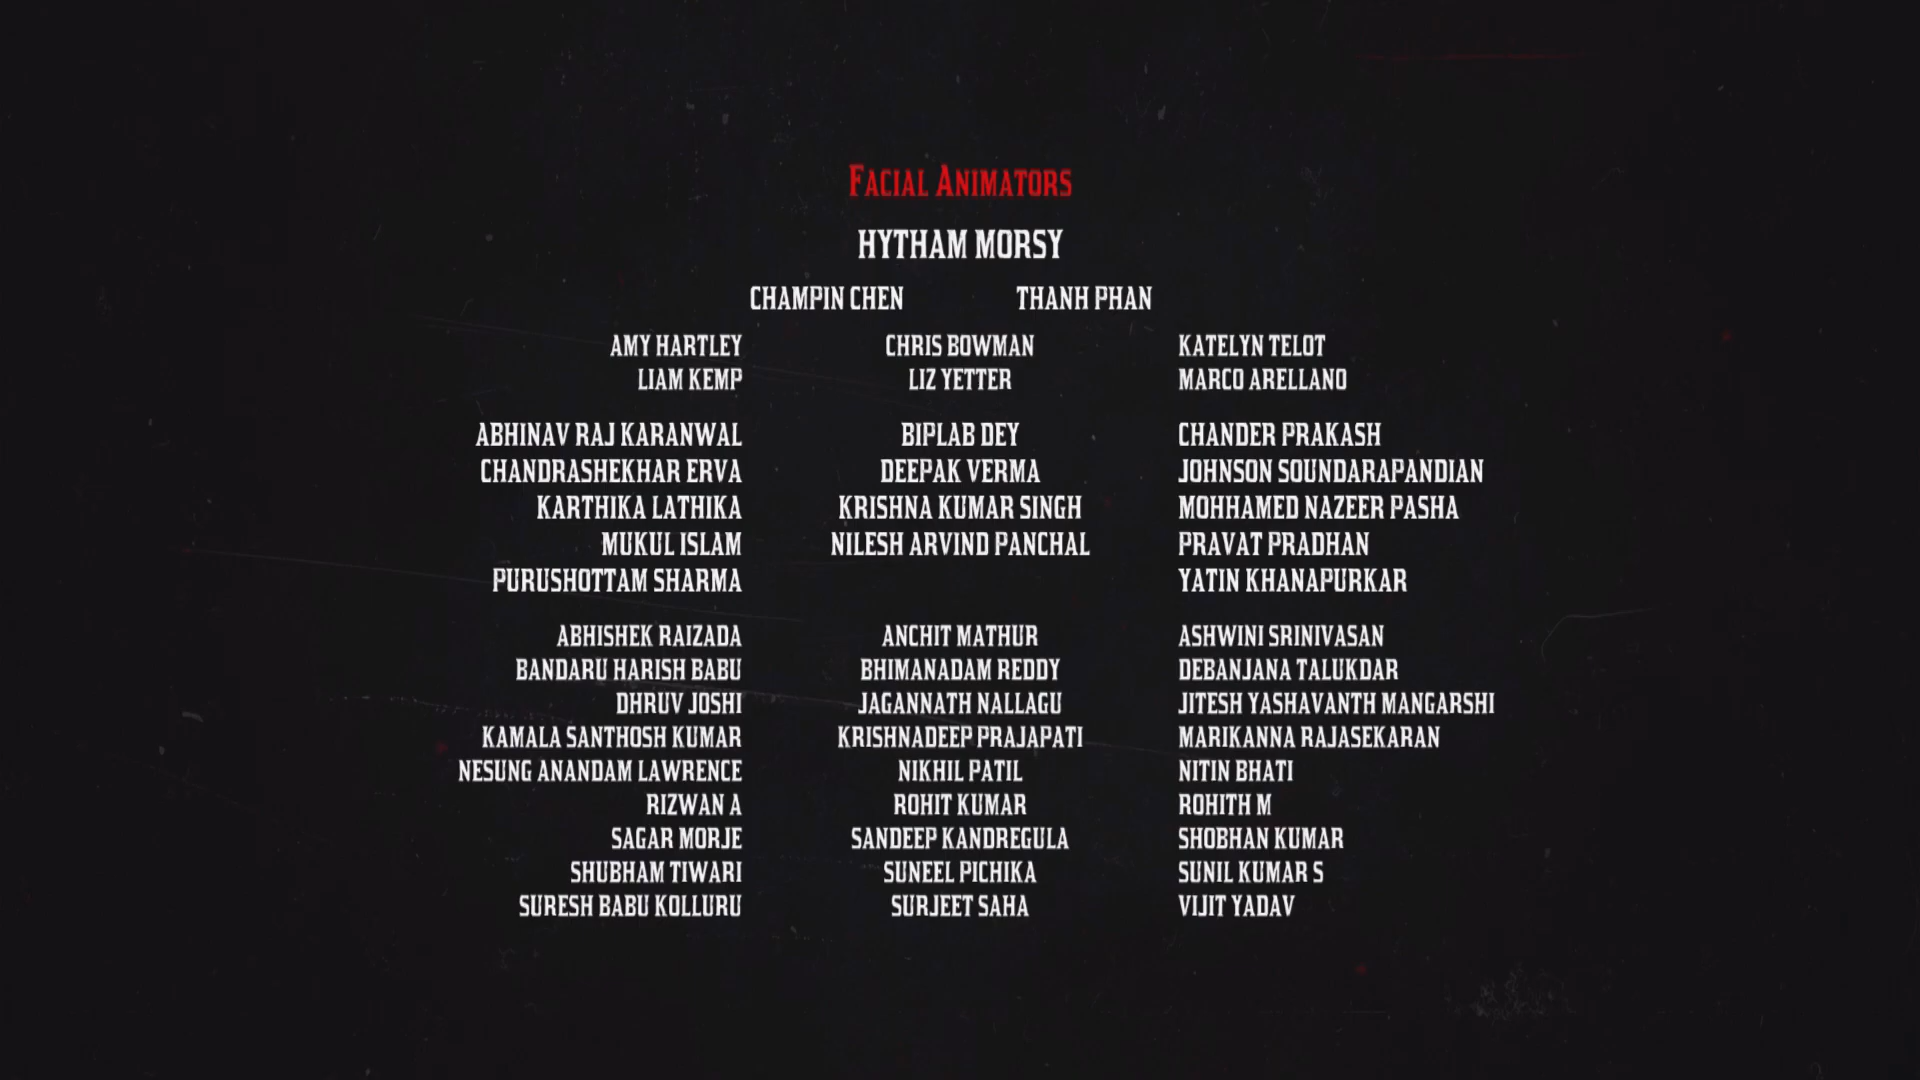 Facial Animators
HYTHAM MORSY
CHAMPIN CHEN THANH PHAN
AMY HARTLEY CHRIS BOWMAN KATELYN TELOT
LIAM KEMP LIZ YETTER MARCO ARELLANO
ABHINAV RAJ KARANWAL BIPLAB DEY CHANDER PRAKASH
CHANDRASHEKHAR ERVA DEEPAK VERMA JOHNSON SOUNDARAPANDIAN
KARTHIKA LATHIKA KRISHNA KUMAR SINGH MOHHAMED NAZEER PASHA
MUKUL ISLAM NILESH ARVIND PANCHAL PRAVAT PRADHAN
PURUSHOTTAM SHARMA YATIN KHANAPURKAR
ABHISHEK RAIZADA ANCHIT MATHUR ASHWINI SRINIVASAN
BANDARU HARISH BABU BHIMANADAM REDDY DEBANJANA TALUKDAR
DHRUV JOSHI JAGANNATH NALLAGU JITESH YASHAVANTH MANGARSHI
KAMALA SANTHOSH KUMAR KRISHNADEEP PRAJAPATI MARIKANNA RAJASEKARAN
NESUNG ANANDAM LAWRENCE NIKHIL PATIL NITIN BHATI
RIZWAN A ROHIT KUMAR ROHITH M
SAGAR MORJE SANDEEP KANDREGULA SHOBHAN KUMAR
SHUBHAM TIWARI SUNEEL PICHIKA SUNIL KUMAR S
SURESH BABU KOLLURU SURJEET SAHA VIJIT YADAV